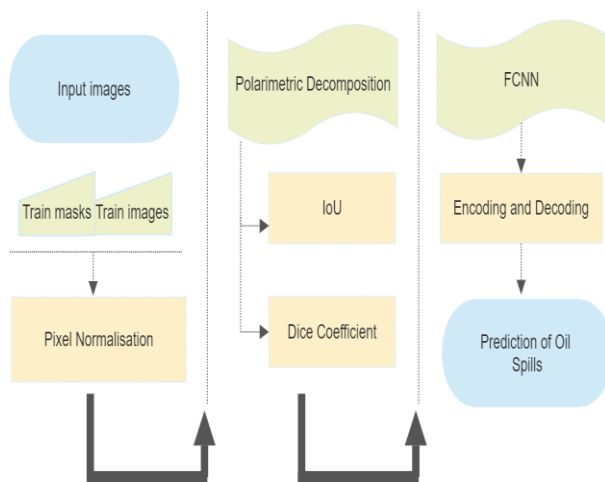 Input images
Train masks
Train images
Pixel Normalisation
Polarimetric Decomposition
IoU
Dice Coefficient
FCNN
Encoding and Decoding
Prediction of Oil
Spills